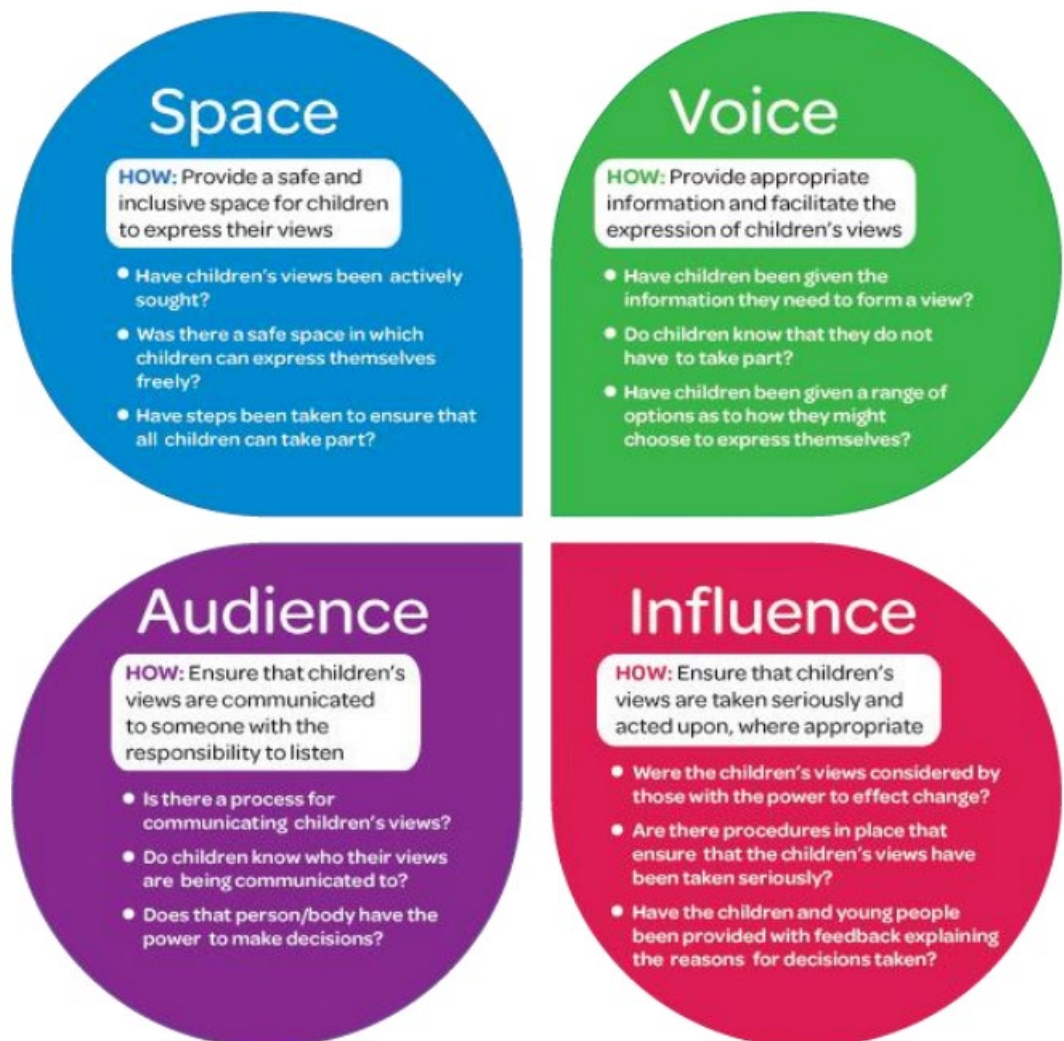 Space
HOW: Provide a safe and
inclusive space for children
to express their views
• Have children's views been actively
sought?
• Was there a safe space in which
children can express themselves
freely?
• Have steps been taken to ensure that
all children can take part?
Voice
HOW: Provide appropriate
information and facilitate the
expression of children's views
• Have children been given the
information they need to form a view?
• Do children know that they do not
have to take part?
• Have children been given a range of
options as to how they might
choose to express themselves?
Audience
HOW: Ensure that children's
views are communicated
to someone with the
responsibility to listen
• Is there a process for
communicating children's views?
• Do children know who their views
are being communicated to?
• Does that person/body have the
power to make decisions?
Influence
HOW: Ensure that children's
views are taken seriously and
acted upon, where appropriate
• Were the children's views considered by
those with the power to effect change?
• Are there procedures in place that
ensure that the children's views have
been taken seriously?
• Have the children and young people
been provided with feedback explaining
the reasons for decisions taken?